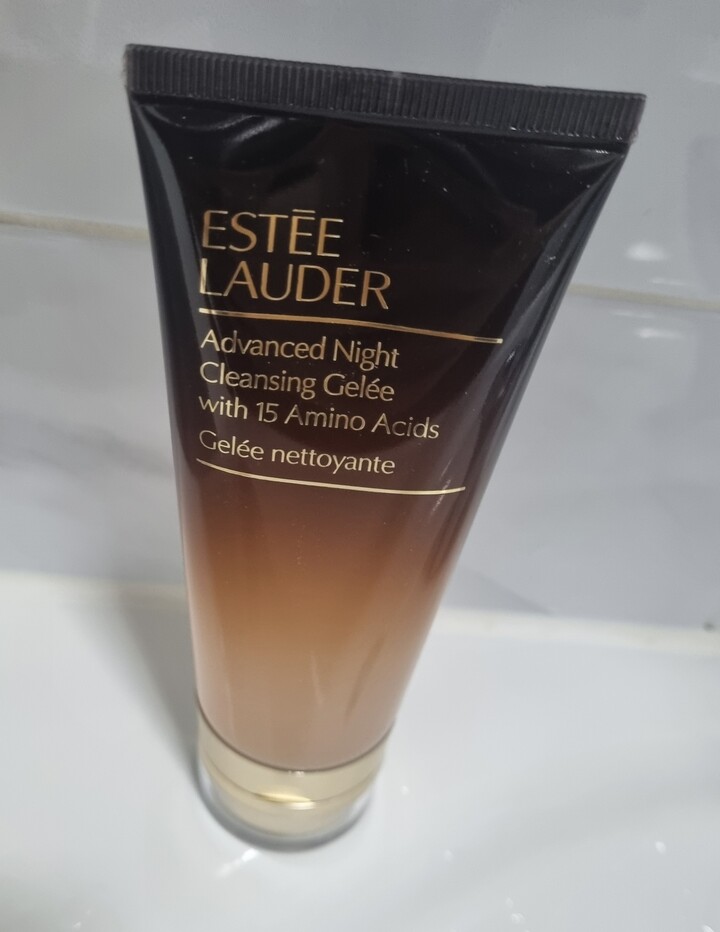 ESTĒE
LAUDER
Advanced Night
Cleansing Gelée
with 15 Amino Acids
Gelée nettoyante